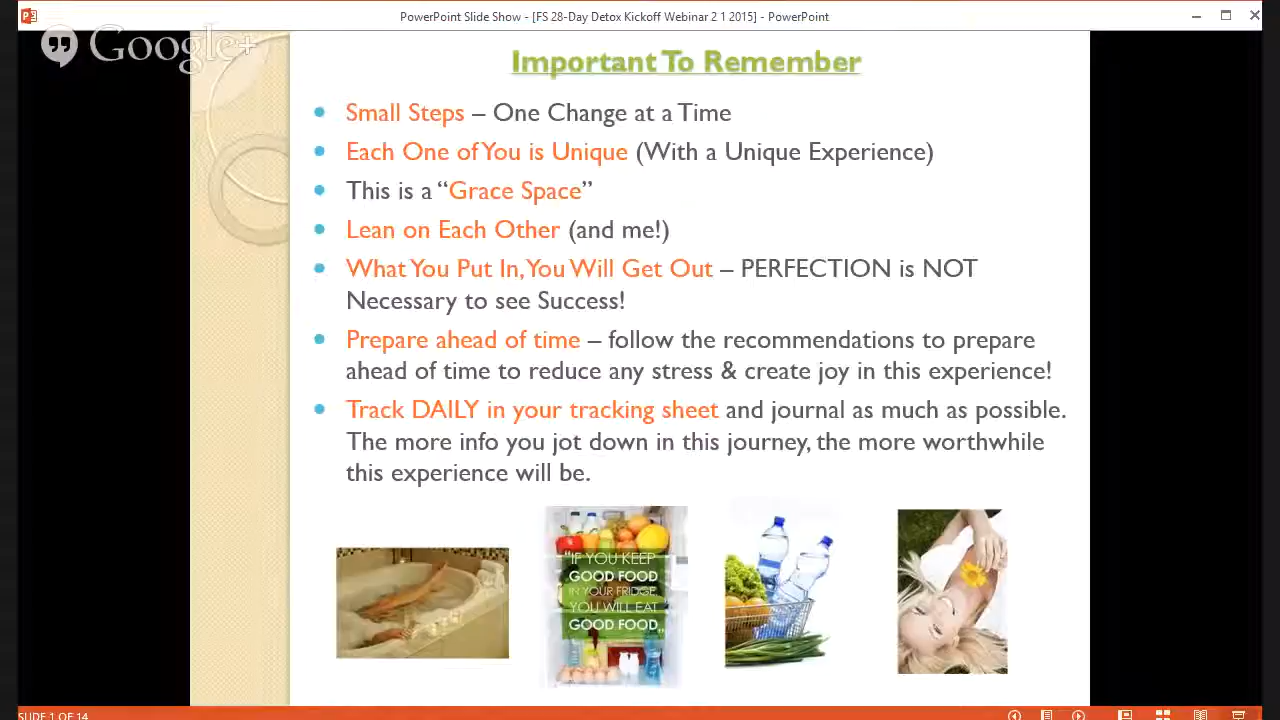 PowerPoint Slide Show - [FS 28-Day Detox Kickoff Webinar 2 1 2015] - PowerPoint
Google+
Important To Remember
Small Steps – One Change at a Time
Each One of You is Unique (With a Unique Experience)
This is a “Grace Space”
Lean on Each Other (and me!)
What You Put In, You Will Get Out – PERFECTION is NOT
Necessary to see Success!
Prepare ahead of time – follow the recommendations to prepare
ahead of time to reduce any stress & create joy in this experience!
Track DAILY in your tracking sheet and journal as much as possible.
The more info you jot down in this journey, the more worthwhile
this experience will be.
“IF YOU KEEP
GOOD FOOD
IN YOUR FRIDGE,
YOU WILL EAT
GOOD FOOD„
SLIDE 1 OF 14